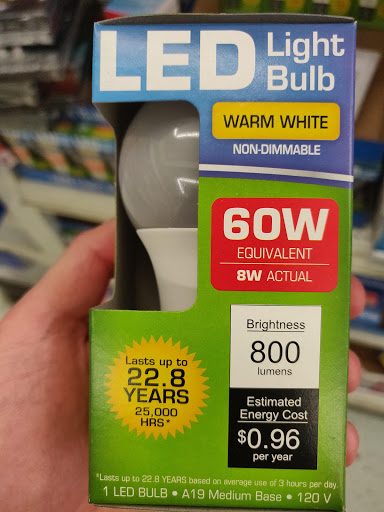 LED Light
Bulb
WARM WHITE
NON-DIMMABLE
60W
EQUIVALENT
8W ACTUAL
Brightness
800
lumens
Estimated
Energy Cost
$0.96
per year
Lasts up to
22.8
YEARS
25,000
HRS*
*Lasts up to 22.8 YEARS based on average use of 3 hours per day.
1 LED BULB • A19 Medium Base • 120 V